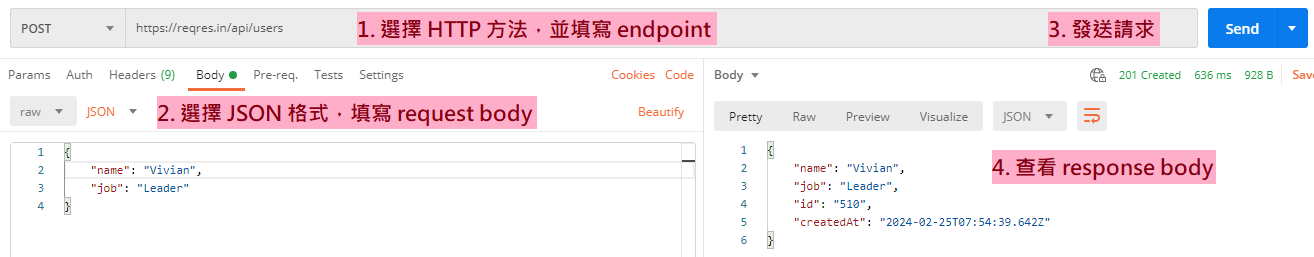 POST https://reqres.in/api/users 1. 選擇 HTTP 方法，並填寫 endpoint 3. 發送請求 Send
Params Auth Headers (9) Body Pre-req. Tests Settings Cookies Code
raw JSON 2. 選擇 JSON 格式，填寫 request body Beautify
1 {
2 "name": "Vivian",
3 "job": "Leader"
4 }
Body 201 Created 636 ms 928 B Save
Pretty Raw Preview Visualize JSON
4. 查看 response body
1 {
2 "name": "Vivian",
3 "job": "Leader",
4 "id": "510",
5 "createdAt": "2024-02-25T07:54:39.642Z"
6 }